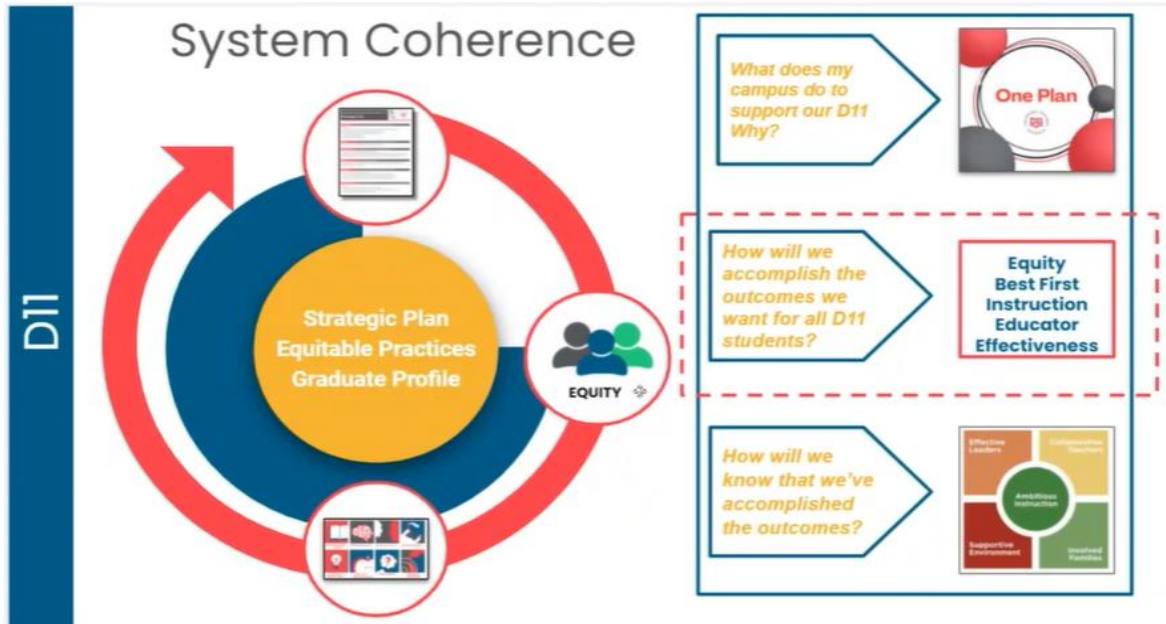 D11
System Coherence
Strategic Plan
Equitable Practices
Graduate Profile
EQUITY
What does my
campus do to
support our D11
Why?
One Plan
How will we
accomplish the
outcomes we
want for all D11
students?
Equity
Best First
Instruction
Educator
Effectiveness
How will we
know that we've
accomplished
the outcomes?
Effective
Leaders
Collaborative
Teachers
Ambitious
Instruction
Supportive
Environment
Involved
Families